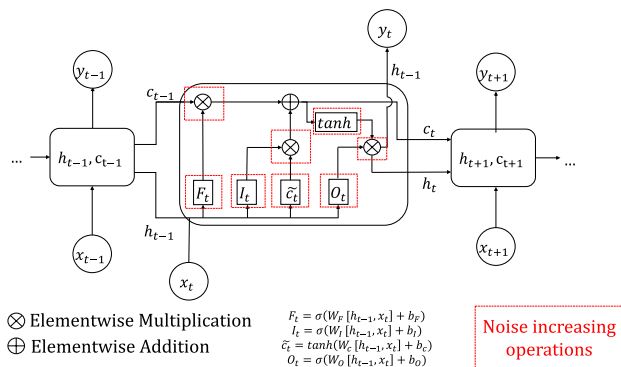 y_{t-1}
y_t
y_{t+1}
h_{t-1}
c_{t-1}
tanh
c_t
...
h_{t-1}, c_{t-1}
h_{t+1}, c_{t+1}
...
F_t
I_t
\tilde{c}_t
O_t
h_t
h_{t-1}
x_{t-1}
x_t
x_{t+1}
⊗ Elementwise Multiplication
⊕ Elementwise Addition
F_t = σ(W_F [h_{t-1}, x_t] + b_F)
I_t = σ(W_I [h_{t-1}, x_t] + b_I)
\tilde{c}_t = tanh(W_c [h_{t-1}, x_t] + b_c)
O_t = σ(W_O [h_{t-1}, x_t] + b_O)
Noise increasing
operations